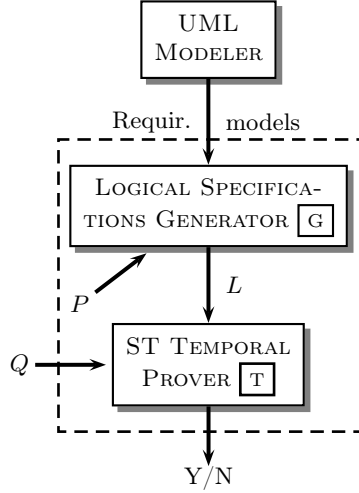 UML
MODELER
Requir. models
LOGICAL SPECIFICA-
TIONS GENERATOR G
P
L
ST TEMPORAL
Q
PROVER T
Y/N